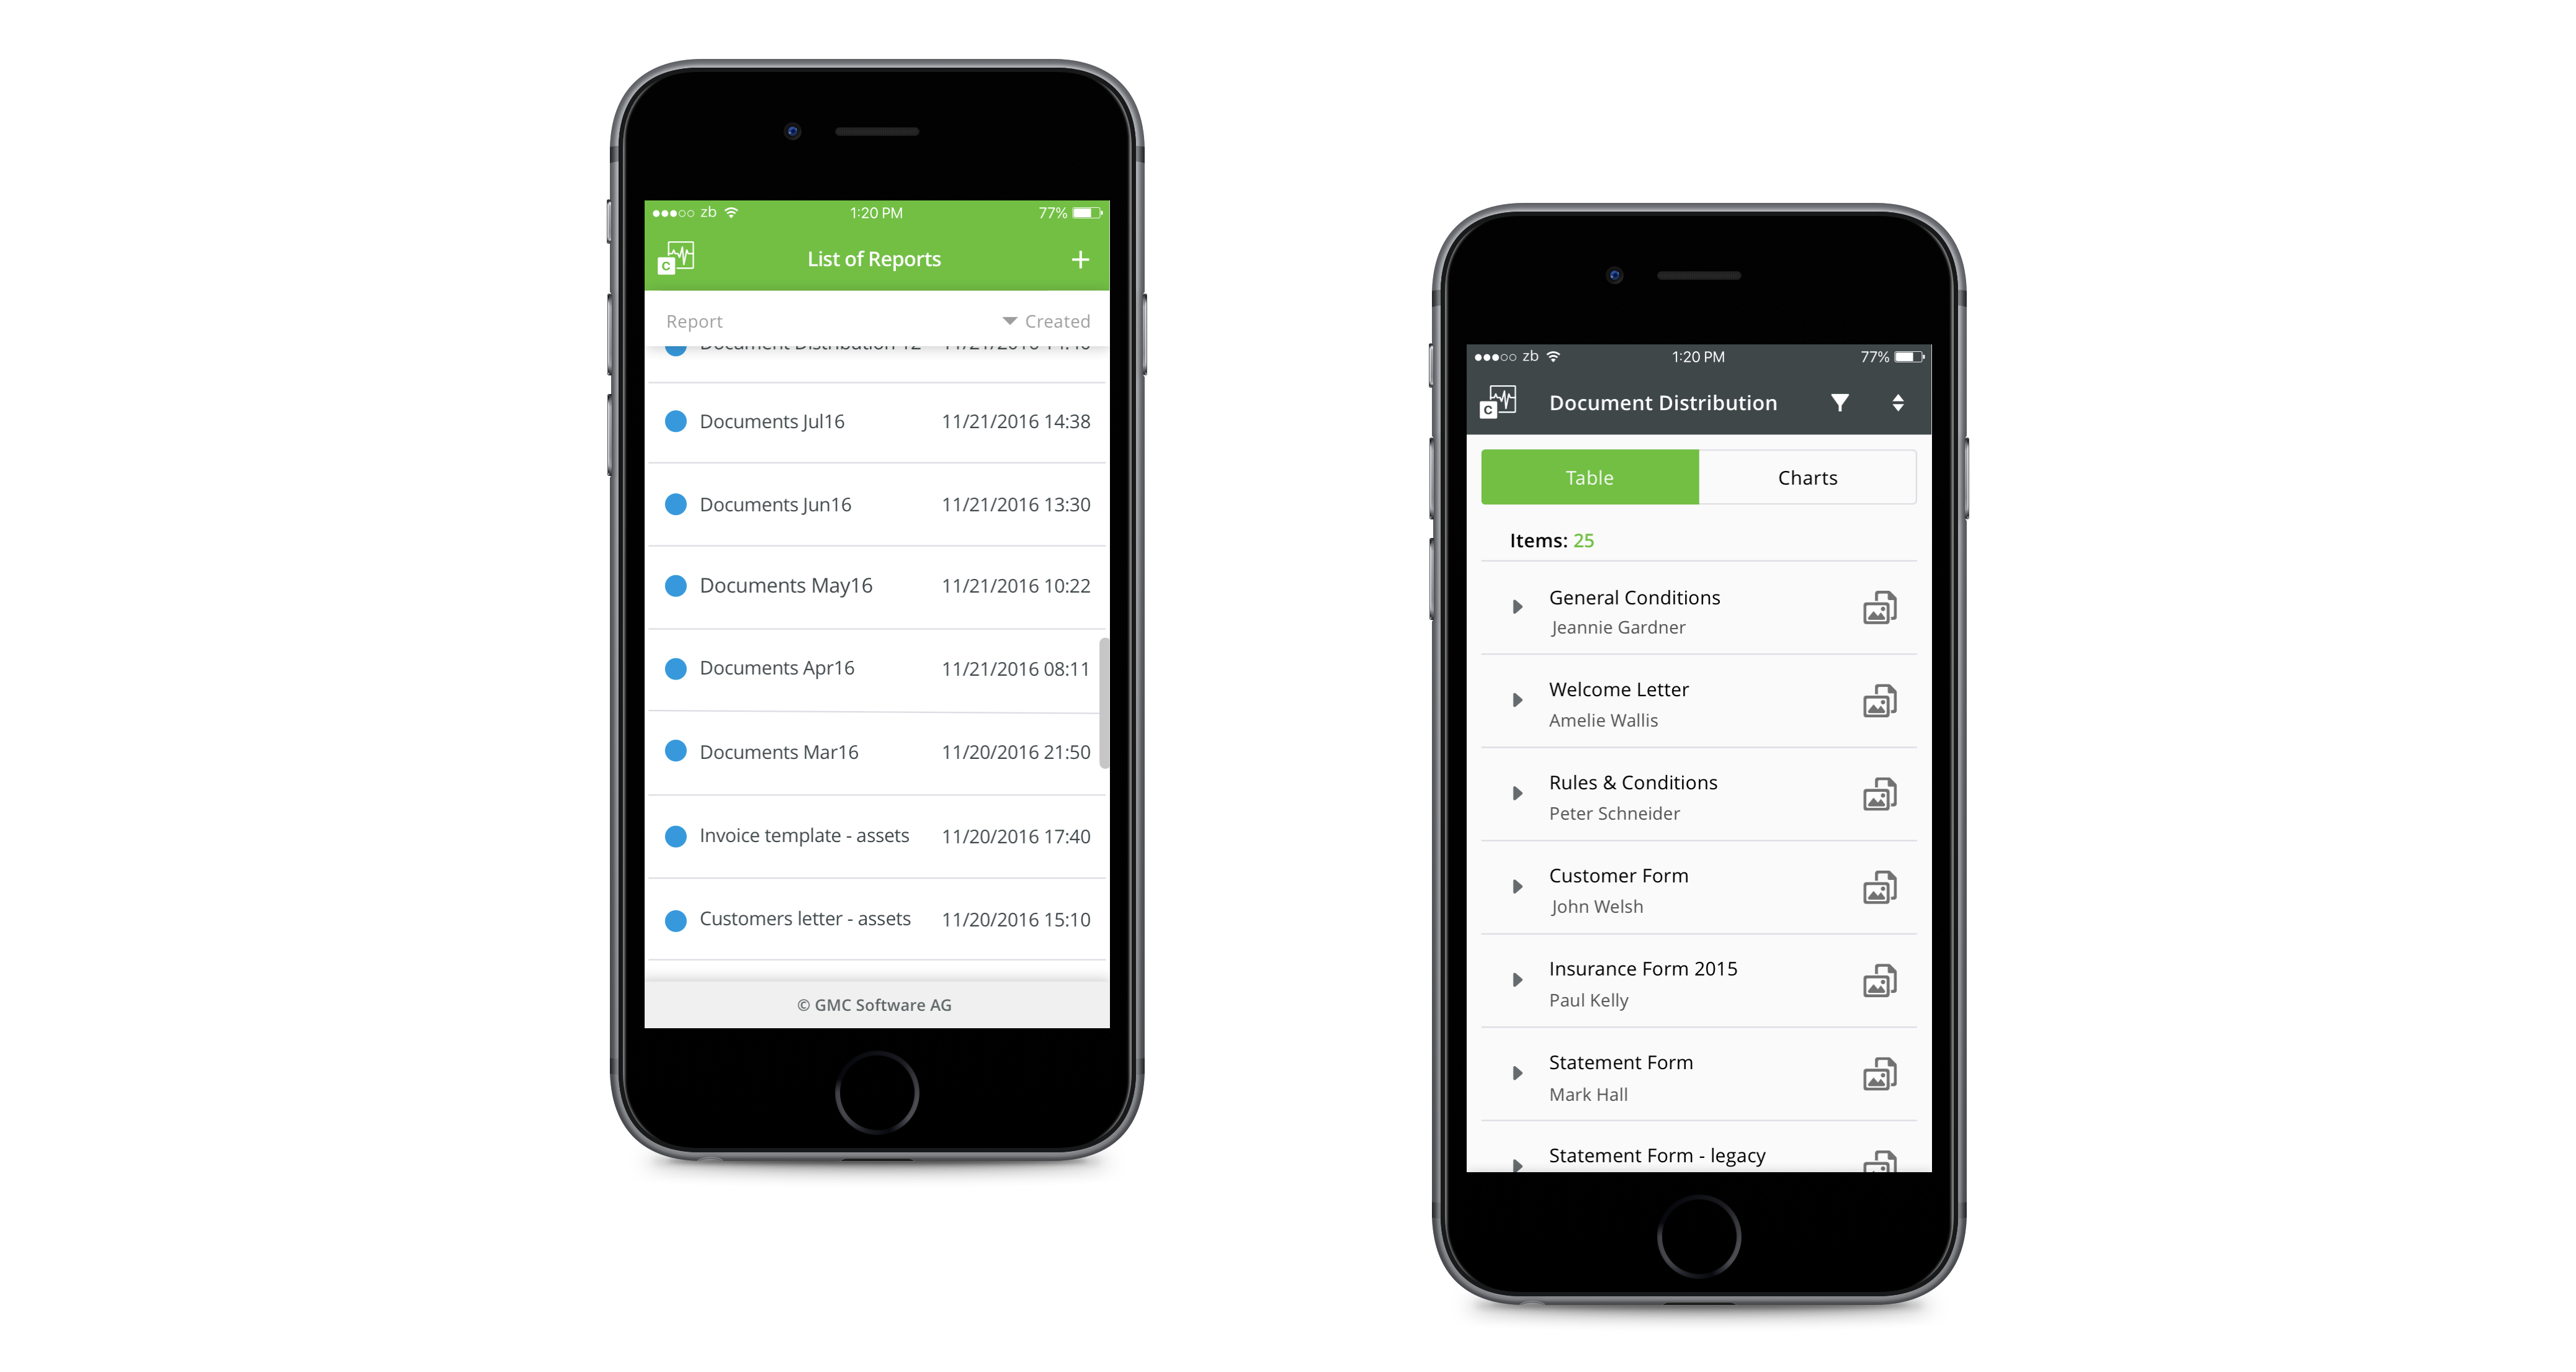 zb 1:20 PM 77%
C
List of Reports +
Report Created
Documents Jul16 11/21/2016 14:38
Documents Jun16 11/21/2016 13:30
Documents May16 11/21/2016 10:22
Documents Apr16 11/21/2016 08:11
Documents Mar16 11/20/2016 21:50
Invoice template - assets 11/20/2016 17:40
Customers letter - assets 11/20/2016 15:10
© GMC Software AG
zb 1:20 PM 77%
C
Document Distribution
Table Charts
Items: 25
General Conditions
Jeannie Gardner
Welcome Letter
Amelie Wallis
Rules & Conditions
Peter Schneider
Customer Form
John Welsh
Insurance Form 2015
Paul Kelly
Statement Form
Mark Hall
Statement Form - legacy